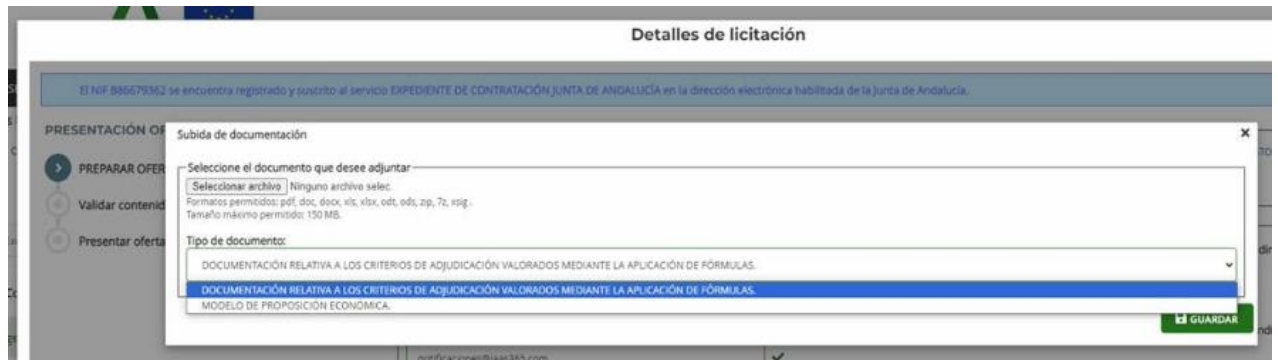 Detalles de licitación
El NIF B86679362 se encuentra registrado y suscrito al servicio EXPEDIENTE DE CONTRATACIÓN JUNTA DE ANDALUCÍA en la dirección electrónica habilitada de la Junta de Andalucía.
PRESENTACIÓN OF
Subida de documentación
PREPARAR OFER
Seleccione el documento que desee adjuntar
Seleccionar archivo Ninguno archivo selec.
Formatos permitidos: pdf, doc, docx, xls, xlsx, odt, ods, zip, 7z, xsig.
Validar contenid
Tamaño máximo permitido: 150 MB.
Presentar oferta
Tipo de documento:
DOCUMENTACIÓN RELATIVA A LOS CRITERIOS DE ADJUDICACIÓN VALORADOS MEDIANTE LA APLICACIÓN DE FÓRMULAS.
DOCUMENTACIÓN RELATIVA A LOS CRITERIOS DE ADJUDICACIÓN VALORADOS MEDIANTE LA APLICACIÓN DE FÓRMULAS.
MODELO DE PROPOSICIÓN ECONÓMICA.
GUARDAR
notificaciones@iaas365.com